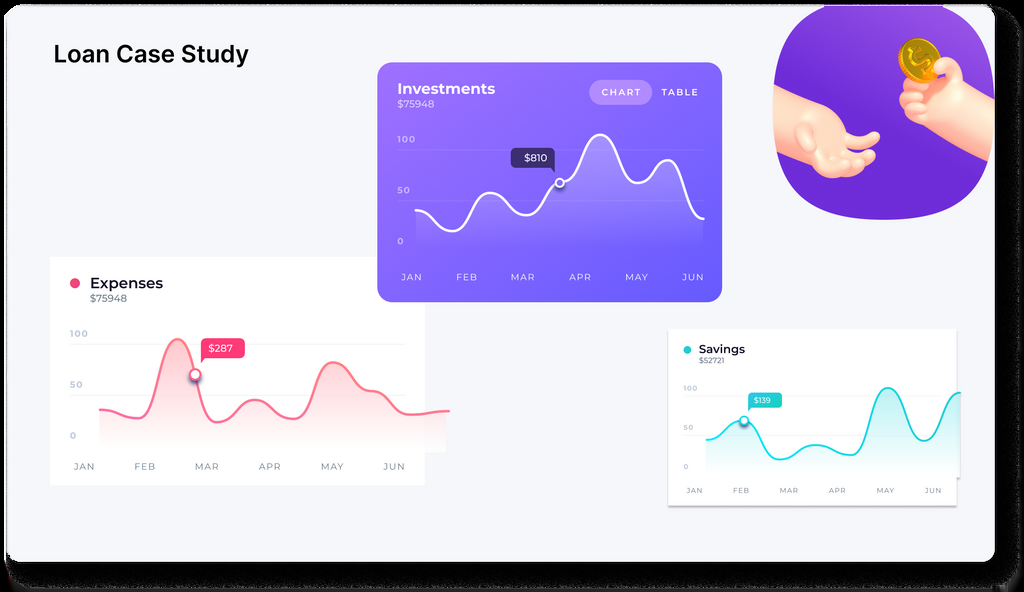 Loan Case Study
Investments
$75948
CHART TABLE
100
$810
50
0
JAN FEB MAR APR MAY JUN
Expenses
$75948
100
$287
50
0
JAN FEB MAR APR MAY JUN
Savings
$52721
100
$139
50
0
JAN FEB MAR APR MAY JUN